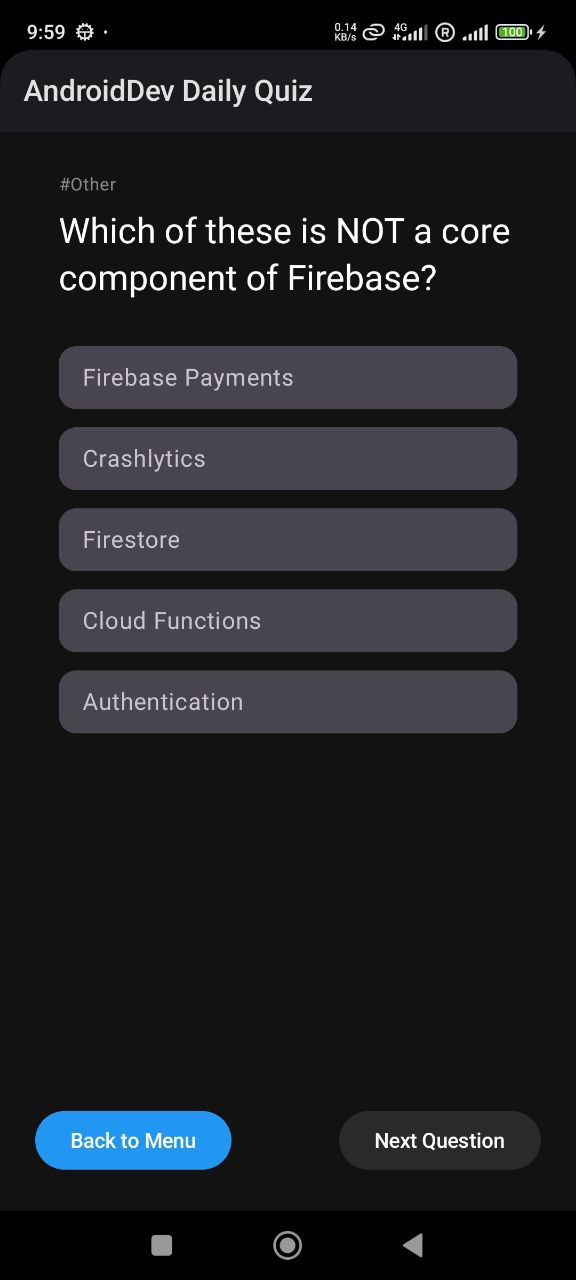 9:59
0.14 KB/s
4G
R
100
AndroidDev Daily Quiz
#Other
Which of these is NOT a core
component of Firebase?
Firebase Payments
Crashlytics
Firestore
Cloud Functions
Authentication
Back to Menu
Next Question